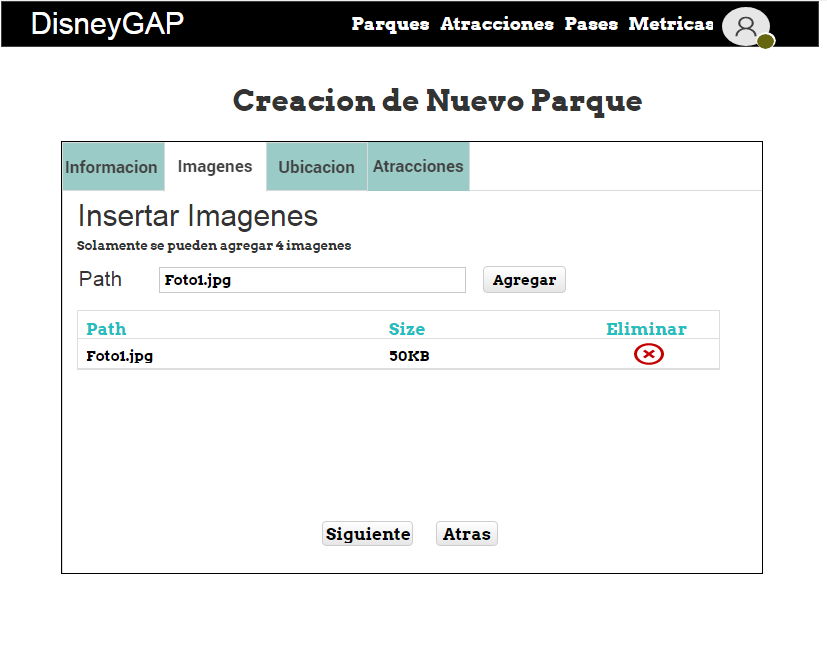 DisneyGAP Parques Atracciones Pases Metricas
Creacion de Nuevo Parque
Informacion Imagenes Ubicacion Atracciones
Insertar Imagenes
Solamente se pueden agregar 4 imagenes
Path Foto1.jpg Agregar
Path Size Eliminar
Foto1.jpg 50KB
Siguiente Atras